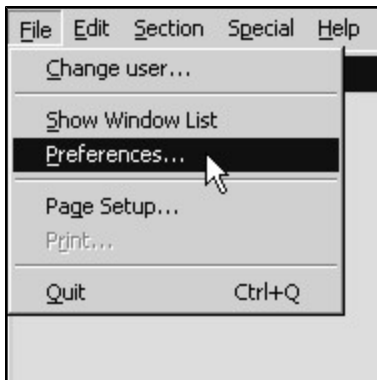 File Edit Section Special Help
Change user...
Show Window List
Preferences...
Page Setup...
Print...
Quit Ctrl+Q